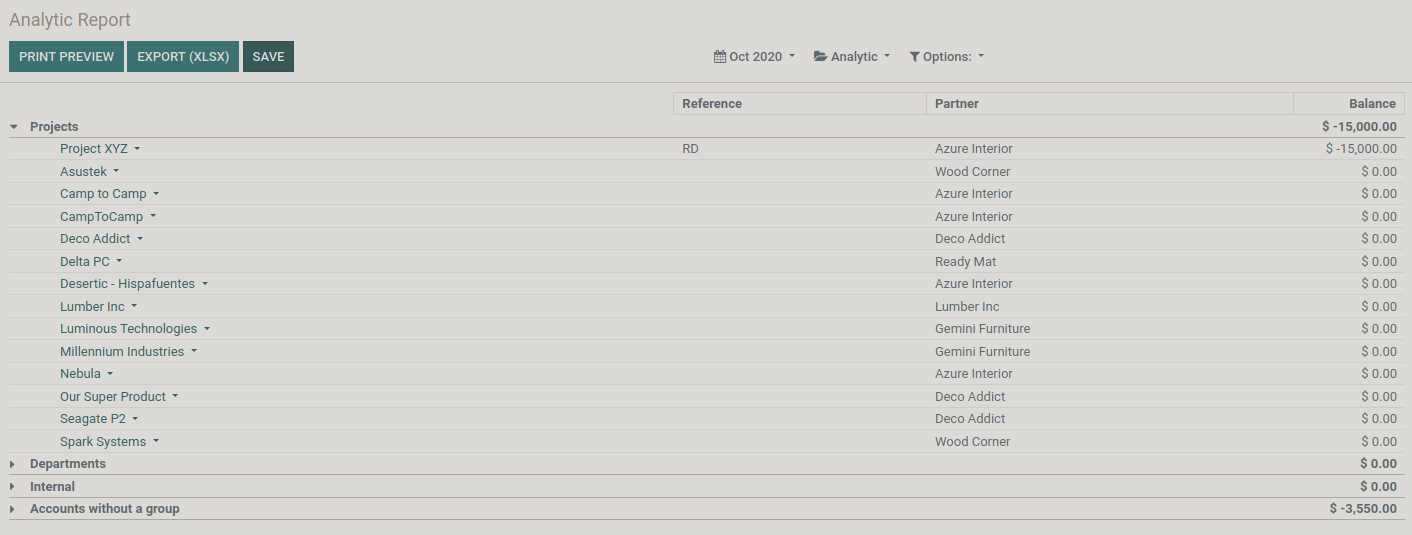 Analytic Report
PRINT PREVIEW EXPORT (XLSX) SAVE Oct 2020 Analytic Options:
Reference Partner Balance
Projects $ -15,000.00
Project XYZ RD Azure Interior $ -15,000.00
Asustek Wood Corner $ 0.00
Camp to Camp Azure Interior $ 0.00
CampToCamp Azure Interior $ 0.00
Deco Addict Deco Addict $ 0.00
Delta PC Ready Mat $ 0.00
Desertic - Hispafuentes Azure Interior $ 0.00
Lumber Inc Lumber Inc $ 0.00
Luminous Technologies Gemini Furniture $ 0.00
Millennium Industries Gemini Furniture $ 0.00
Nebula Azure Interior $ 0.00
Our Super Product Deco Addict $ 0.00
Seagate P2 Deco Addict $ 0.00
Spark Systems Wood Corner $ 0.00
Departments $ 0.00
Internal $ 0.00
Accounts without a group $ -3,550.00